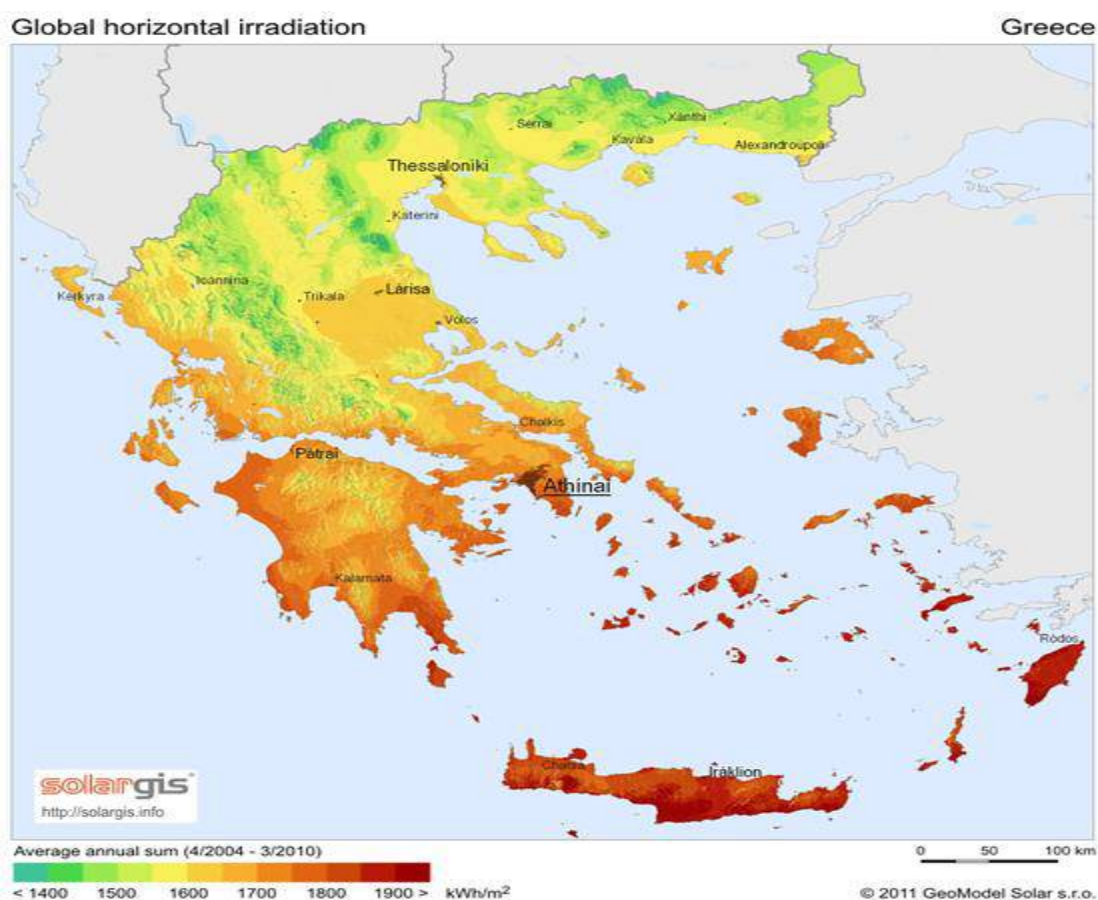 Global horizontal irradiation
Greece
Serrai
Xanthi
Kavala
Alexandroupoli
Thessaloniki
Katerini
Ioannina
Kerkyra
Trikala
Larisa
Volos
Chalkis
Patrai
Athinai
Kalamata
Rodos
Chania
Iraklion
solargis
http://solargis.info
Average annual sum (4/2004 - 3/2010)
0 50 100 km
< 1400 1500 1600 1700 1800 1900 > kWh/m²
© 2011 GeoModel Solar s.r.o.